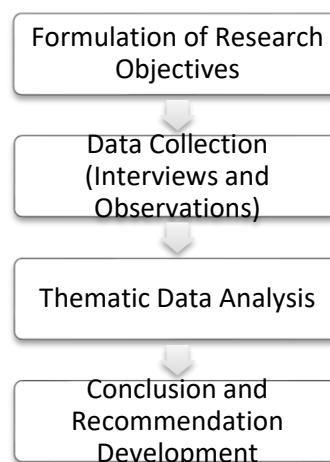 Formulation of Research
Objectives
Data Collection
(Interviews and
Observations)
Thematic Data Analysis
Conclusion and
Recommendation
Development